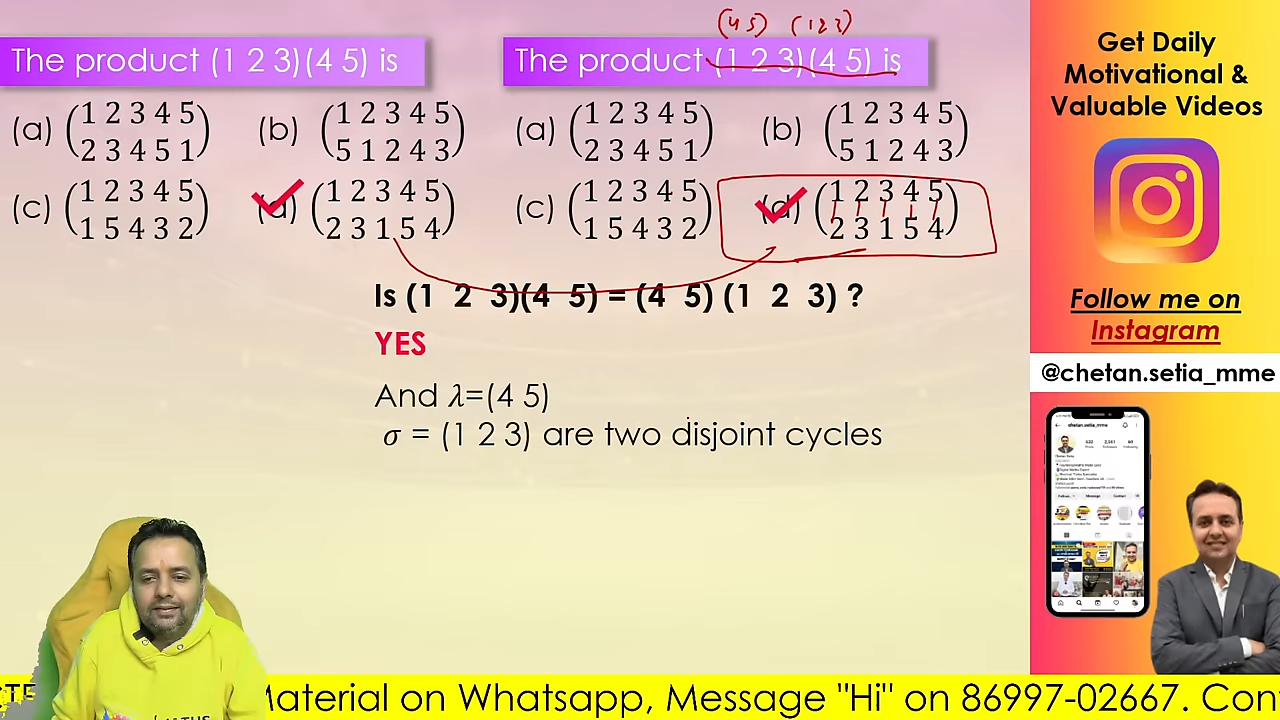 (4 5) (1 2 3)
The product (1 2 3)(4 5) is
(a) (1 2 3 4 5
2 3 4 5 1)
(b) (1 2 3 4 5
5 1 2 4 3)
(c) (1 2 3 4 5
1 5 4 3 2)
(d) (1 2 3 4 5
2 3 1 5 4)
The product (1 2 3)(4 5) is
(a) (1 2 3 4 5
2 3 4 5 1)
(b) (1 2 3 4 5
5 1 2 4 3)
(c) (1 2 3 4 5
1 5 4 3 2)
(d) (1 2 3 4 5
2 3 1 5 4)
Is (1 2 3)(4 5) = (4 5) (1 2 3) ?
YES
And λ=(4 5)
σ = (1 2 3) are two disjoint cycles
Get Daily
Motivational &
Valuable Videos
Follow me on
Instagram
@chetan.setia_mme
chetan.setia_mme
Material on Whatsapp, Message "Hi" on 86997-02667. Con